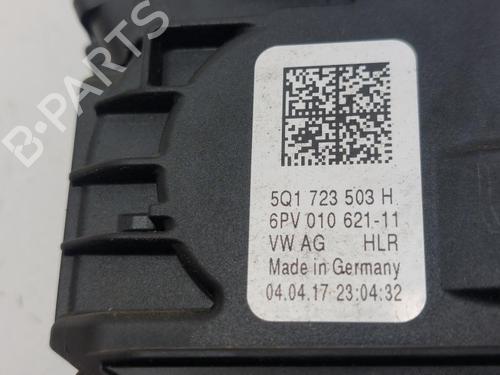 B-PARTS
5Q1 723 503 H
6PV 010 621-11
VW AG HLR
Made in Germany
04.04.17 23:04:32